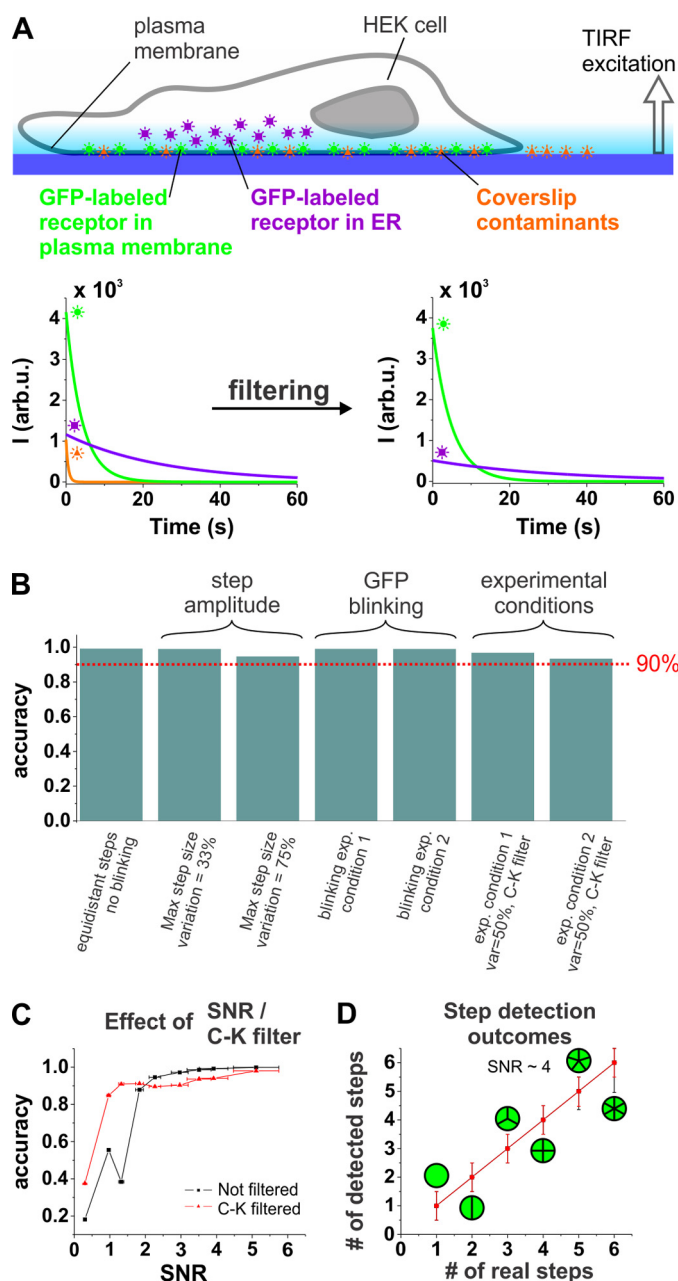 A
plasma
membrane
HEK cell
TIRF
excitation
GFP-labeled
receptor in
plasma membrane
GFP-labeled
receptor in ER
Coverslip
contaminants
x 10³
4
3
2
1
0
I (arb.u.)
0 20 40 60
Time (s)
filtering
x 10³
4
3
2
1
0
I (arb.u.)
0 20 40 60
Time (s)
B
step
amplitude
GFP
blinking
experimental
conditions
1.0
0.8
0.6
0.4
0.2
0.0
accuracy
90%
equidistant steps
no blinking
Max step size
variation = 33%
Max step size
variation = 75%
blinking exp.
condition 1
blinking exp.
condition 2
exp. condition 1
var=50%, C-K filter
exp. condition 2
var=50%, C-K filter
C
Effect of SNR /
C-K filter
1.0
0.8
0.6
0.4
0.2
accuracy
Not filtered
C-K filtered
0 1 2 3 4 5 6
SNR
D
Step detection
outcomes
SNR ~ 4
6
5
4
3
2
1
0
# of detected steps
0 1 2 3 4 5 6
# of real steps